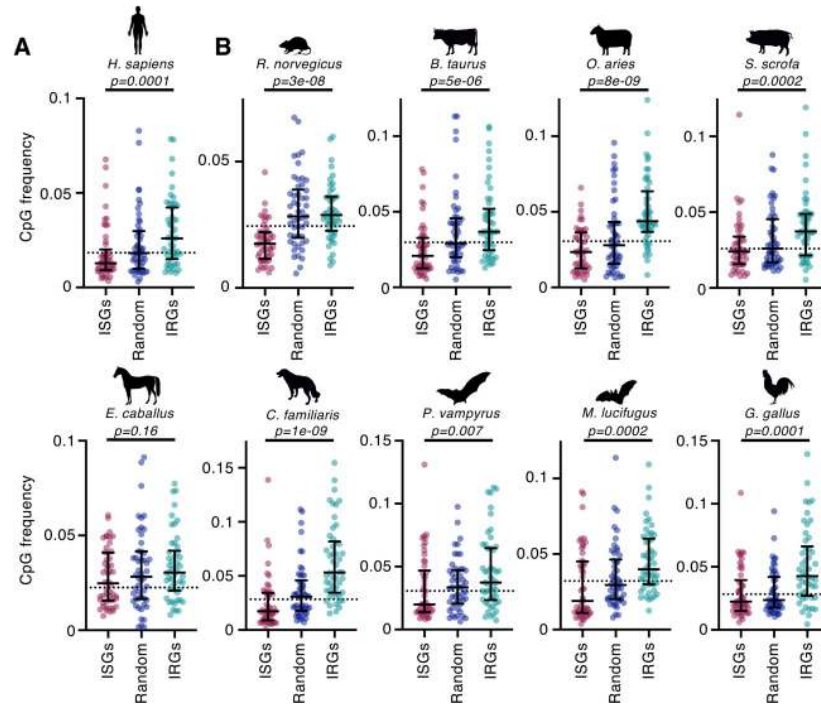 A
B
H. sapiens
p=0.0001
R. norvegicus
p=3e-08
B. taurus
p=5e-06
O. aries
p=8e-09
S. scrofa
p=0.0002
CpG frequency
0.1
0.05
0
ISGs
Random
IRGs
0.05
0
ISGs
Random
IRGs
0.1
0.05
0
ISGs
Random
IRGs
0.1
0.05
0
ISGs
Random
IRGs
0.1
0.05
0
ISGs
Random
IRGs
E. caballus
p=0.16
C. familiaris
p=1e-09
P. vampyrus
p=0.007
M. lucifugus
p=0.0002
G. gallus
p=0.0001
CpG frequency
0.1
0.05
0
ISGs
Random
IRGs
0.15
0.1
0.05
0
ISGs
Random
IRGs
0.15
0.1
0.05
0
ISGs
Random
IRGs
0.1
0.05
0
ISGs
Random
IRGs
0.1
0.05
0
ISGs
Random
IRGs